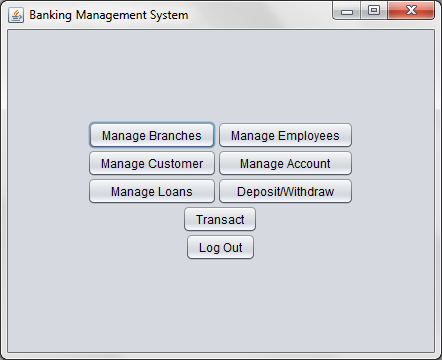 Banking Management System
Manage Branches Manage Employees
Manage Customer Manage Account
Manage Loans Deposit/Withdraw
Transact
Log Out